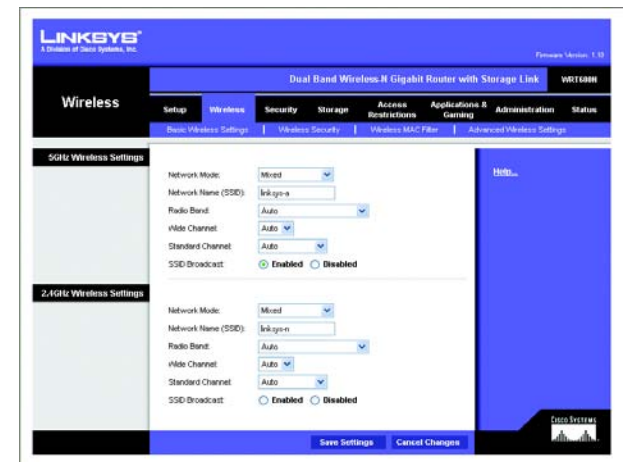 LINKSYS®
A Division of Cisco Systems, Inc.
Firmware Version: 1.10
Dual Band Wireless-N Gigabit Router with Storage Link WRT600N
Wireless
Setup Wireless Security Storage Access Restrictions Applications & Gaming Administration Status
Basic Wireless Settings | Wireless Security | Wireless MAC Filter | Advanced Wireless Settings
5GHz Wireless Settings
Help...
Network Mode: Mixed
Network Name (SSID): linksys-a
Radio Band: Auto
Wide Channel: Auto
Standard Channel: Auto
SSID Broadcast: Enabled Disabled
2.4GHz Wireless Settings
Network Mode: Mixed
Network Name (SSID): linksys-n
Radio Band: Auto
Wide Channel: Auto
Standard Channel: Auto
SSID Broadcast: Enabled Disabled
Cisco Systems
Save Settings Cancel Changes